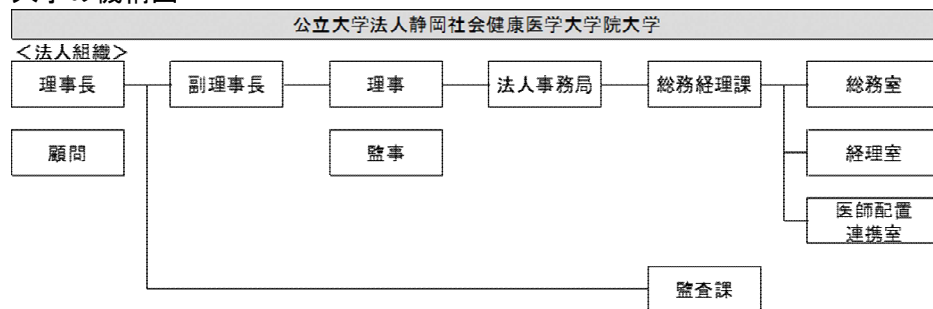 公立大学法人静岡社会健康医学大学院大学
＜法人組織＞
理事長
副理事長
理事
法人事務局
総務経理課
総務室
顧問
監事
経理室
医師配置
連携室
監査課